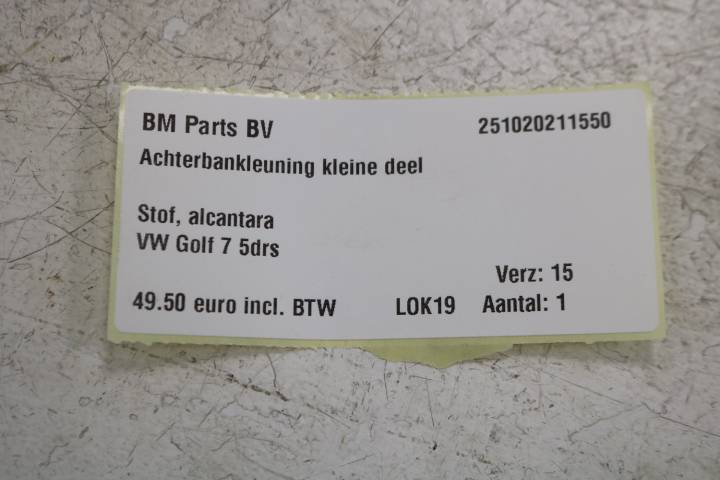 BM Parts BV 251020211550
Achterbankleuning kleine deel
Stof, alcantara
VW Golf 7 5drs
Verz: 15
49.50 euro incl. BTW LOK19 Aantal: 1